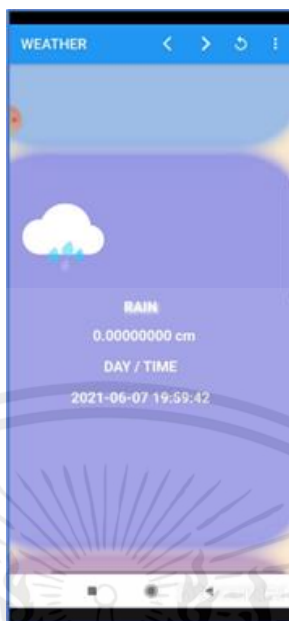 WEATHER
RAIN
0.00000000 cm
DAY / TIME
2021-06-07 19:59:42